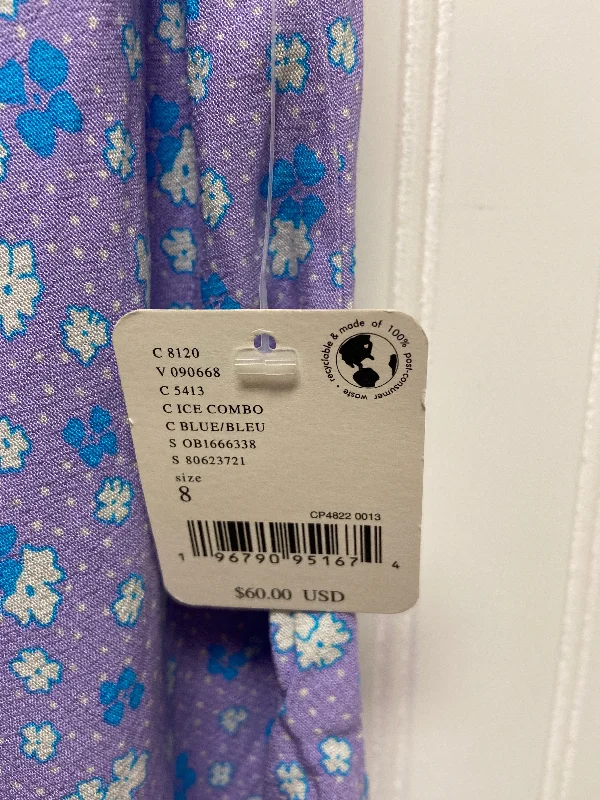 C 8120
V 090668
C 5413
C ICE COMBO
C BLUE/BLEU
S OB1666338
S 80623721
size
8
recyclable & made of 100% post-consumer waste
CP4822 0013
1 96790 95167 4
$60.00 USD